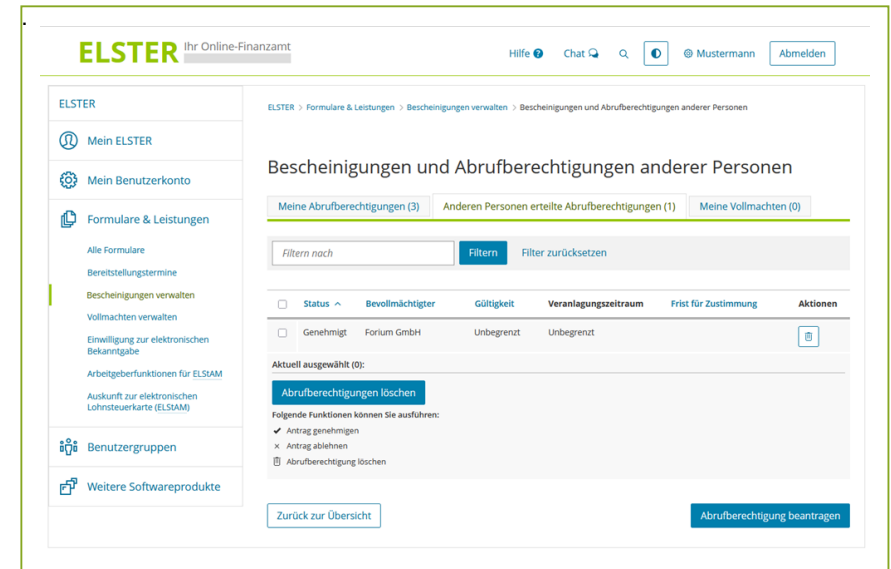 .
ELSTER Ihr Online-Finanzamt
Hilfe ? Chat Mustermann Abmelden
ELSTER
Mein ELSTER
Mein Benutzerkonto
Formulare & Leistungen
Alle Formulare
Bereitstellungstermine
Bescheinigungen verwalten
Vollmachten verwalten
Einwilligung zur elektronischen
Bekanntgabe
Arbeitgeberfunktionen für ELStAM
Auskunft zur elektronischen
Lohnsteuerkarte (ELStAM)
Benutzergruppen
Weitere Softwareprodukte
ELSTER > Formulare & Leistungen > Bescheinigungen verwalten > Bescheinigungen und Abrufberechtigungen anderer Personen
Bescheinigungen und Abrufberechtigungen anderer Personen
Meine Abrufberechtigungen (3) Anderen Personen erteilte Abrufberechtigungen (1) Meine Vollmachten (0)
Filtern nach Filtern Filter zurücksetzen
Status Bevollmächtigter Gültigkeit Veranlagungszeitraum Frist für Zustimmung Aktionen
Genehmigt Forium GmbH Unbegrenzt Unbegrenzt
Aktuell ausgewählt (0):
Abrufberechtigungen löschen
Folgende Funktionen können Sie ausführen:
✔ Antrag genehmigen
× Antrag ablehnen
Abrufberechtigung löschen
Zurück zur Übersicht Abrufberechtigung beantragen